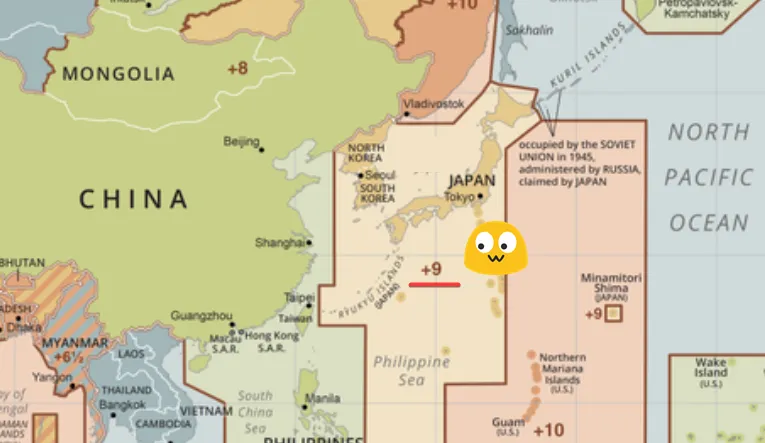 +10
Sakhalin
Petropavlovsk-
Kamchatsky
KURIL ISLANDS
MONGOLIA
+8
Vladivostok
occupied by the SOVIET
UNION in 1945,
administered by RUSSIA,
claimed by JAPAN
NORTH
PACIFIC
OCEAN
Beijing
NORTH
KOREA
Seoul
SOUTH
KOREA
JAPAN
Tokyo
CHINA
Shanghai
+9
RYUKYU ISLANDS
(JAPAN)
Minamitori
Shima
(JAPAN)
+9
BHUTAN
Dhaka
MYANMAR
+6½
Yangon
Guangzhou
Macau
S.A.R.
Hong Kong
S.A.R.
Taipei
Taiwan
LAOS
THAILAND
Bangkok
VIETNAM
CAMBODIA
South
China
Sea
Manila
PHILIPPINES
Philippine
Sea
Northern
Mariana
Islands
(U.S.)
Guam
(U.S.)
+10
Wake
Island
(U.S.)